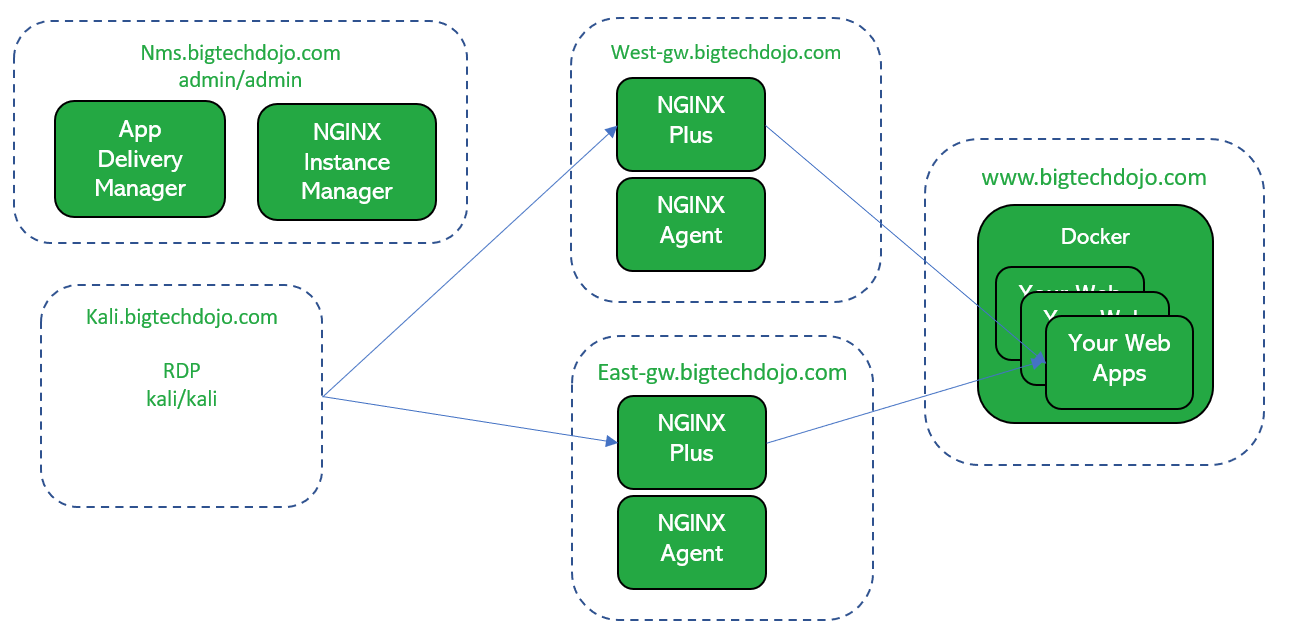 Nms.bigtechdojo.com
admin/admin
App
Delivery
Manager
NGINX
Instance
Manager
Kali.bigtechdojo.com
RDP
kali/kali
West-gw.bigtechdojo.com
NGINX
Plus
NGINX
Agent
East-gw.bigtechdojo.com
NGINX
Plus
NGINX
Agent
www.bigtechdojo.com
Docker
Your Web
Your Web
Your Web
Apps